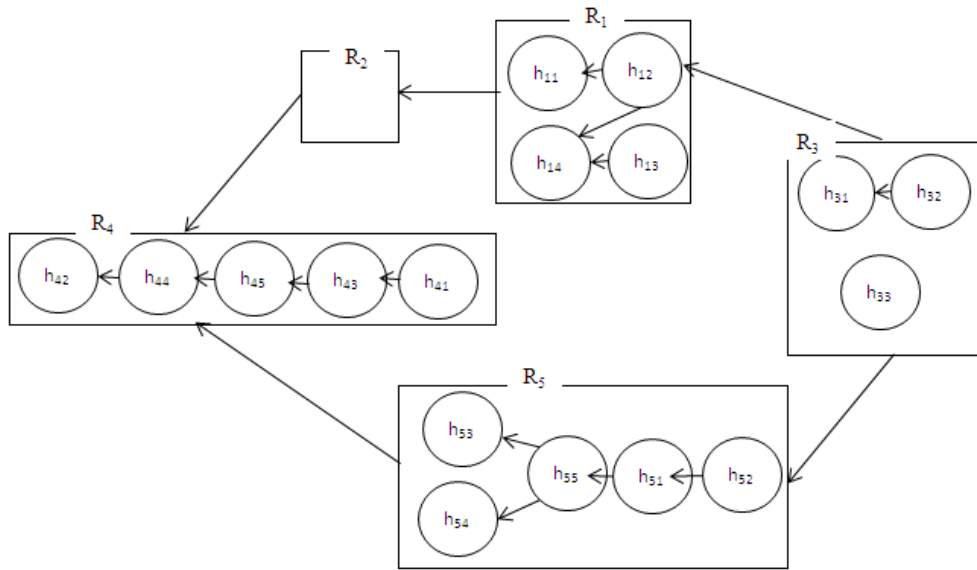 R₁
R₂
h₁₁ h₁₂
h₁₄ h₁₃
R₃
h₃₁ h₃₂
h₃₃
R₄
h₄₂ h₄₄ h₄₅ h₄₃ h₄₁
R₅
h₅₃
h₅₅ h₅₁ h₅₂
h₅₄